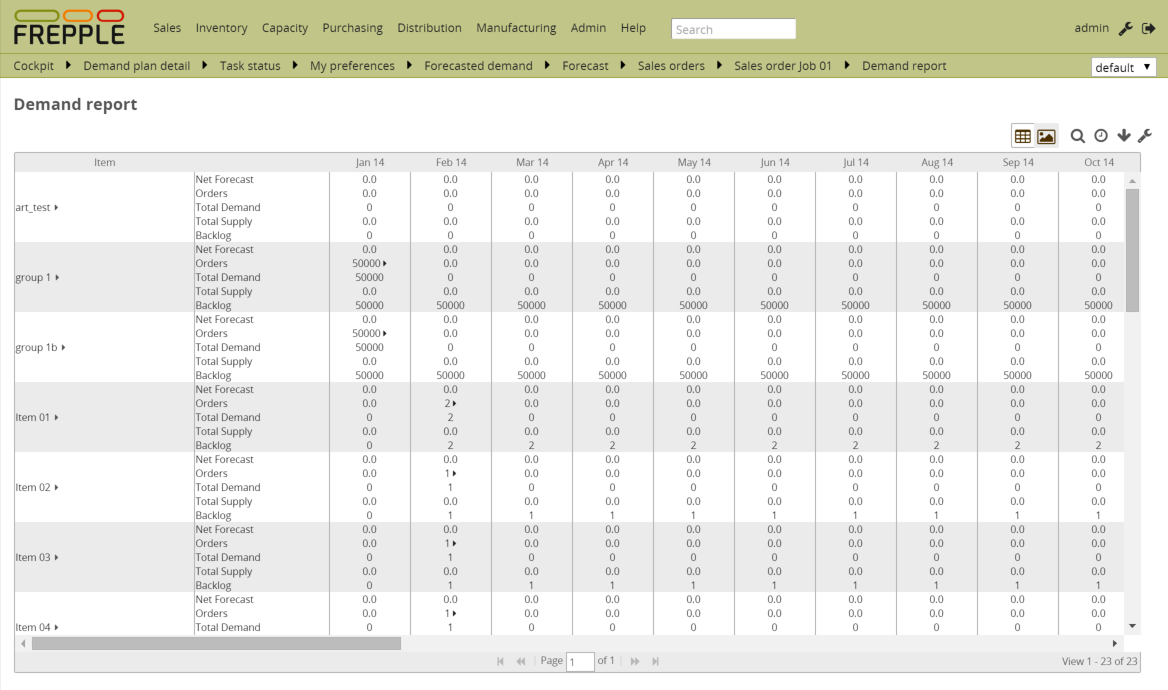 FREPPLE Sales Inventory Capacity Purchasing Distribution Manufacturing Admin Help Search admin
Cockpit Demand plan detail Task status My preferences Forecasted demand Forecast Sales orders Sales order Job 01 Demand report default
Demand report
Item Jan 14 Feb 14 Mar 14 Apr 14 May 14 Jun 14 Jul 14 Aug 14 Sep 14 Oct 14
Net Forecast 0.0 0.0 0.0 0.0 0.0 0.0 0.0 0.0 0.0 0.0
Orders 0.0 0.0 0.0 0.0 0.0 0.0 0.0 0.0 0.0 0.0
art_test Total Demand 0 0 0 0 0 0 0 0 0 0
Total Supply 0.0 0.0 0.0 0.0 0.0 0.0 0.0 0.0 0.0 0.0
Backlog 0 0 0 0 0 0 0 0 0 0
Net Forecast 0.0 0.0 0.0 0.0 0.0 0.0 0.0 0.0 0.0 0.0
Orders 50000 0.0 0.0 0.0 0.0 0.0 0.0 0.0 0.0 0.0
group 1 Total Demand 50000 0 0 0 0 0 0 0 0 0
Total Supply 0.0 0.0 0.0 0.0 0.0 0.0 0.0 0.0 0.0 0.0
Backlog 50000 50000 50000 50000 50000 50000 50000 50000 50000 50000
Net Forecast 0.0 0.0 0.0 0.0 0.0 0.0 0.0 0.0 0.0 0.0
Orders 50000 0.0 0.0 0.0 0.0 0.0 0.0 0.0 0.0 0.0
group 1b Total Demand 50000 0 0 0 0 0 0 0 0 0
Total Supply 0.0 0.0 0.0 0.0 0.0 0.0 0.0 0.0 0.0 0.0
Backlog 50000 50000 50000 50000 50000 50000 50000 50000 50000 50000
Net Forecast 0.0 0.0 0.0 0.0 0.0 0.0 0.0 0.0 0.0 0.0
Orders 0.0 2 0.0 0.0 0.0 0.0 0.0 0.0 0.0 0.0
Item 01 Total Demand 0 2 0 0 0 0 0 0 0 0
Total Supply 0.0 0.0 0.0 0.0 0.0 0.0 0.0 0.0 0.0 0.0
Backlog 0 2 2 2 2 2 2 2 2 2
Net Forecast 0.0 0.0 0.0 0.0 0.0 0.0 0.0 0.0 0.0 0.0
Orders 0.0 1 0.0 0.0 0.0 0.0 0.0 0.0 0.0 0.0
Item 02 Total Demand 0 1 0 0 0 0 0 0 0 0
Total Supply 0.0 0.0 0.0 0.0 0.0 0.0 0.0 0.0 0.0 0.0
Backlog 0 1 1 1 1 1 1 1 1 1
Net Forecast 0.0 0.0 0.0 0.0 0.0 0.0 0.0 0.0 0.0 0.0
Orders 0.0 1 0.0 0.0 0.0 0.0 0.0 0.0 0.0 0.0
Item 03 Total Demand 0 1 0 0 0 0 0 0 0 0
Total Supply 0.0 0.0 0.0 0.0 0.0 0.0 0.0 0.0 0.0 0.0
Backlog 0 1 1 1 1 1 1 1 1 1
Net Forecast 0.0 0.0 0.0 0.0 0.0 0.0 0.0 0.0 0.0 0.0
Orders 0.0 1 0.0 0.0 0.0 0.0 0.0 0.0 0.0 0.0
Item 04 Total Demand 0 1 0 0 0 0 0 0 0 0
Page 1 of 1 View 1 - 23 of 23